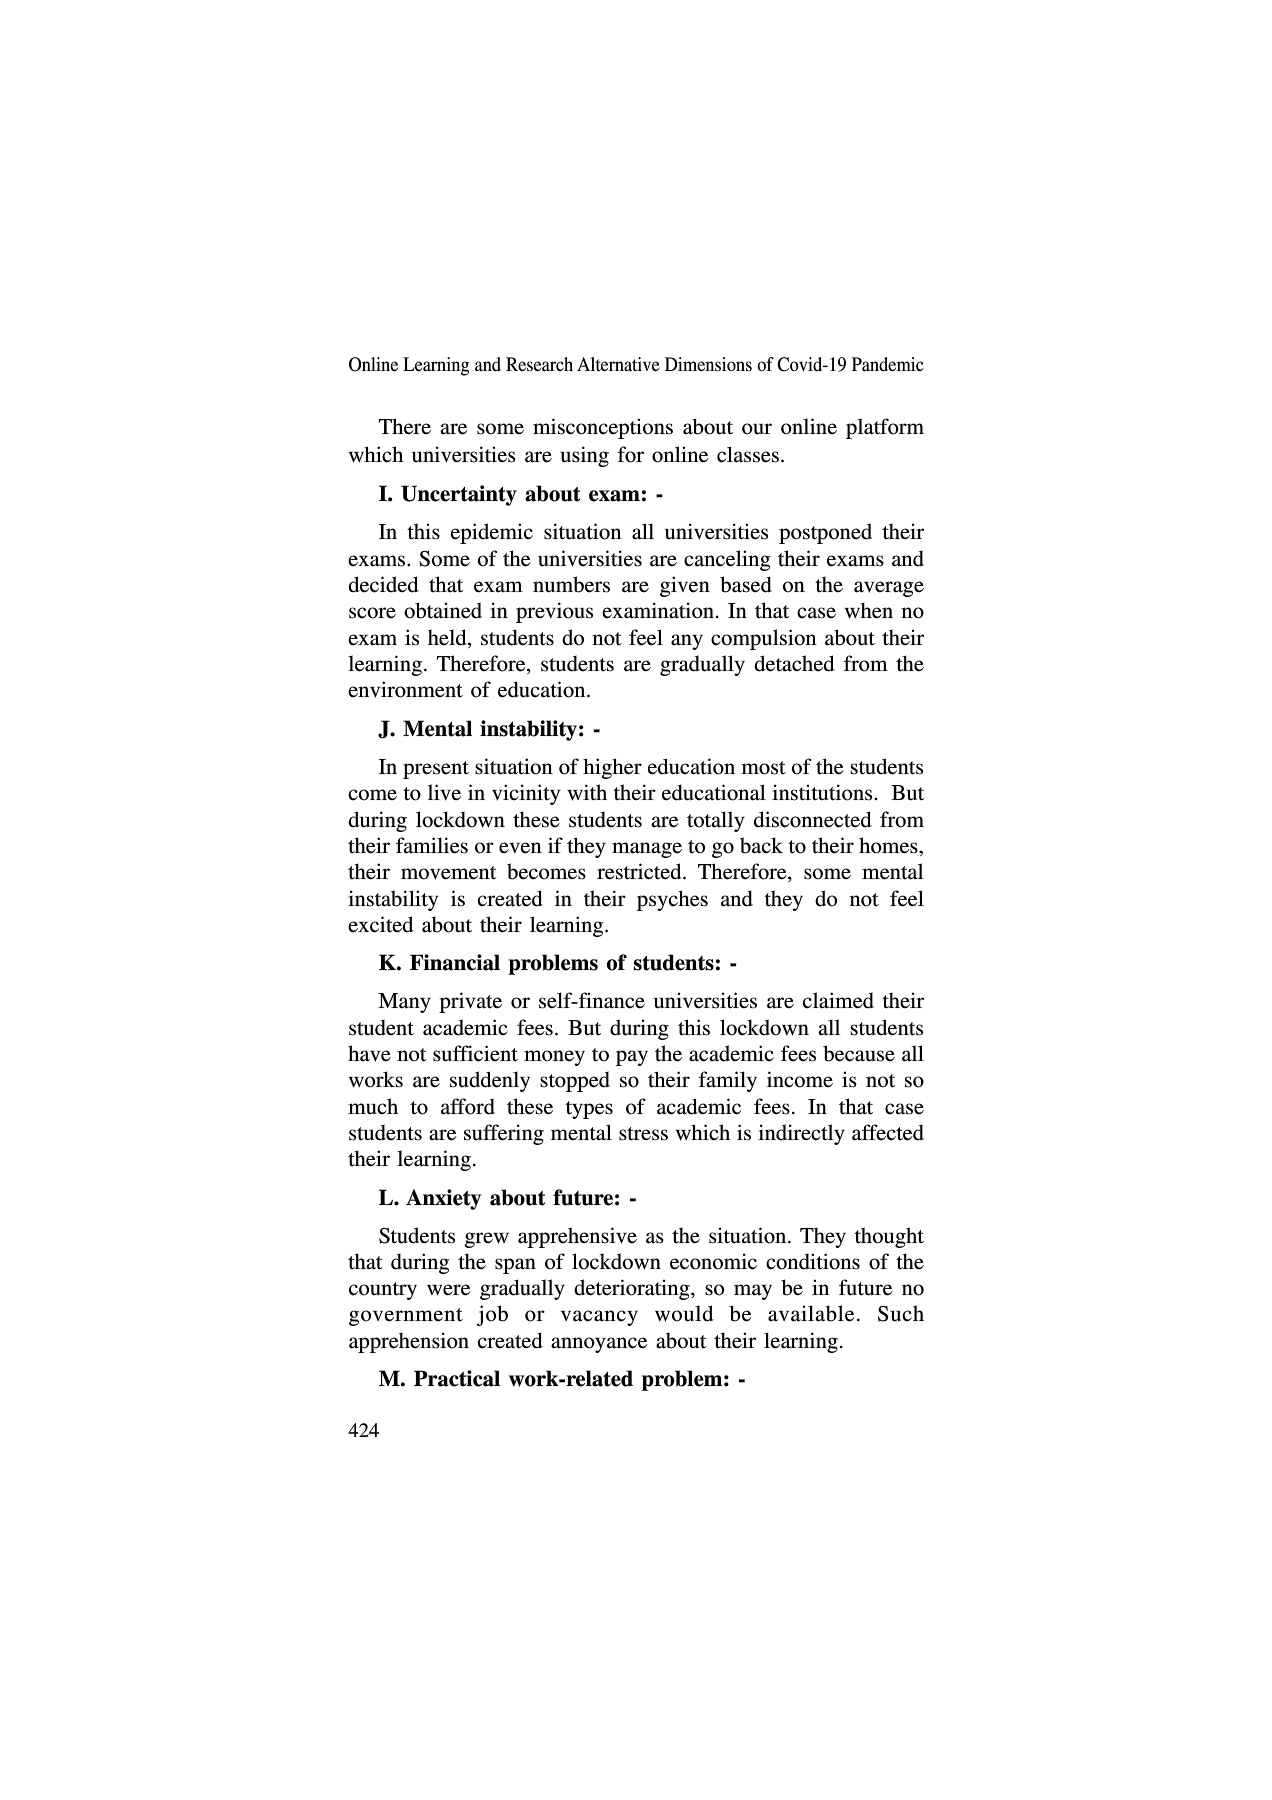 Online Learning and Research Alternative Dimensions of Covid-19 Pandemic
There are some misconceptions about our online platform
which universities are using for online classes.
I. Uncertainty about exam: -
In this epidemic situation all universities postponed their
exams. Some of the universities are canceling their exams and
decided that exam numbers are given based on the average
score obtained in previous examination. In that case when no
exam is held, students do not feel any compulsion about their
learning. Therefore, students are gradually detached from the
environment of education.
J. Mental instability: -
In present situation of higher education most of the students
come to live in vicinity with their educational institutions. But
during lockdown these students are totally disconnected from
their families or even if they manage to go back to their homes,
their movement becomes restricted. Therefore, some mental
instability is created in their psyches and they do not feel
excited about their learning.
K. Financial problems of students: -
Many private or self-finance universities are claimed their
student academic fees. But during this lockdown all students
have not sufficient money to pay the academic fees because all
works are suddenly stopped so their family income is not so
much to afford these types of academic fees. In that case
students are suffering mental stress which is indirectly affected
their learning.
L. Anxiety about future: -
Students grew apprehensive as the situation. They thought
that during the span of lockdown economic conditions of the
country were gradually deteriorating, so may be in future no
government job or vacancy would be available. Such
apprehension created annoyance about their learning.
M. Practical work-related problem: -
424